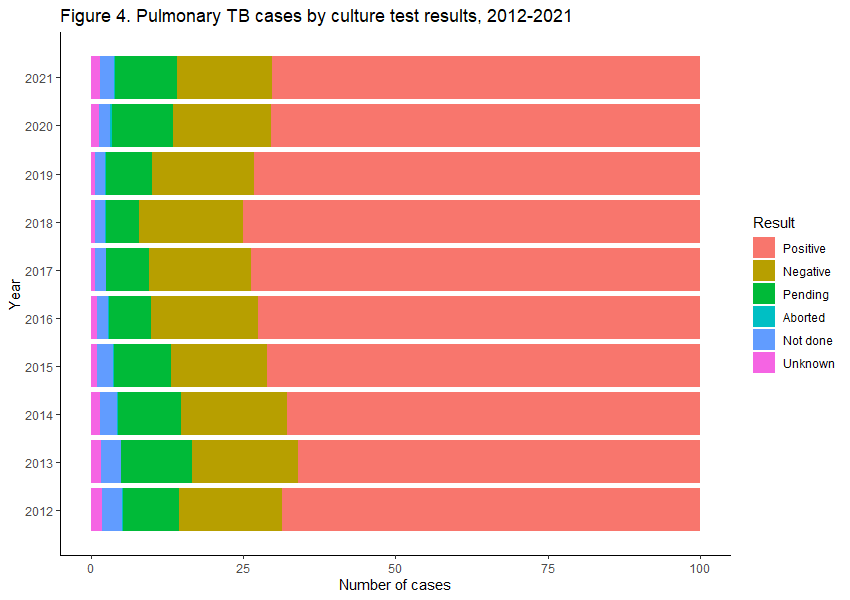 Figure 4. Pulmonary TB cases by culture test results, 2012-2021
2021
2020
2019
2018
2017
2016
2015
2014
2013
2012
Year
0 25 50 75 100
Number of cases
Result
Positive
Negative
Pending
Aborted
Not done
Unknown